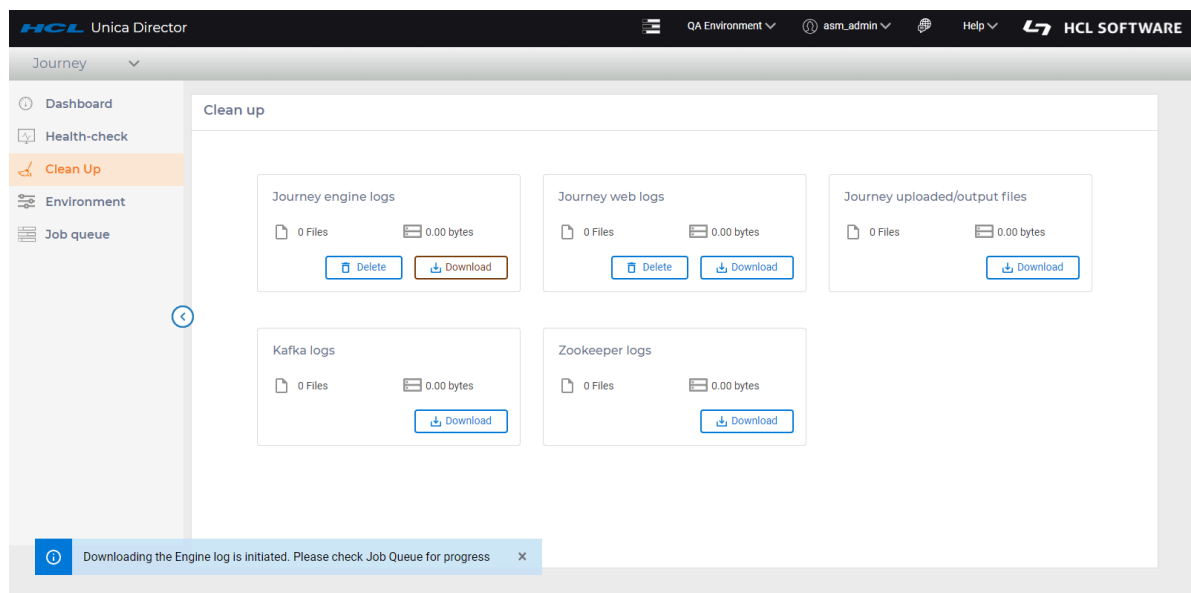 HCL Unica Director QA Environment asm_admin Help HCL SOFTWARE
Journey
Dashboard
Health-check
Clean Up
Environment
Job queue
Clean up
Journey engine logs
0 Files 0.00 bytes
Delete Download
Journey web logs
0 Files 0.00 bytes
Delete Download
Journey uploaded/output files
0 Files 0.00 bytes
Download
Kafka logs
0 Files 0.00 bytes
Download
Zookeeper logs
0 Files 0.00 bytes
Download
Downloading the Engine log is initiated. Please check Job Queue for progress